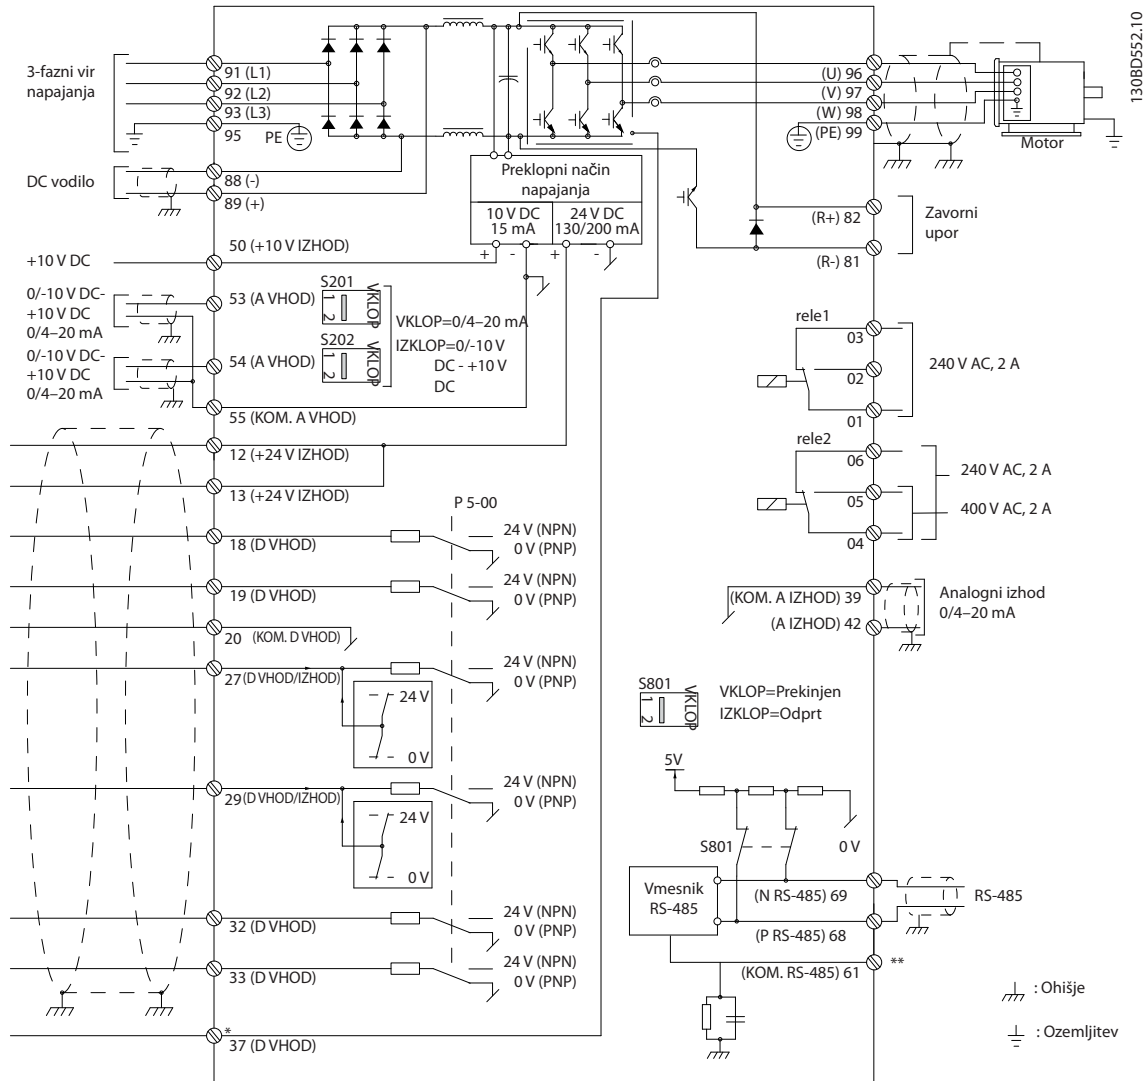 130BD552.10
3-fazni vir
napajanja
91 (L1)
92 (L2)
93 (L3)
95
PE
(U) 96
(V) 97
(W) 98
(PE) 99
Motor
DC vodilo
88 (-)
89 (+)
Preklopni način
napajanja
10 V DC
15 mA
24 V DC
130/200 mA
+
-
+
-
(R+) 82
(R-) 81
Zavorni
upor
+10 V DC
50 (+10 V IZHOD)
0/-10 V DC-
+10 V DC
0/4–20 mA
53 (A VHOD)
S201
1
2
VKLOP
0/-10 V DC-
+10 V DC
0/4–20 mA
54 (A VHOD)
S202
1
2
VKLOP
VKLOP=0/4–20 mA
IZKLOP=0/-10 V
DC - +10 V
DC
55 (KOM. A VHOD)
12 (+24 V IZHOD)
13 (+24 V IZHOD)
rele1
03
02
01
240 V AC, 2 A
rele2
06
05
04
240 V AC, 2 A
400 V AC, 2 A
P 5-00
18 (D VHOD)
24 V (NPN)
0 V (PNP)
19 (D VHOD)
24 V (NPN)
0 V (PNP)
20 (KOM. D VHOD)
27 (D VHOD/IZHOD)
24 V (NPN)
0 V (PNP)
24 V
0 V
29 (D VHOD/IZHOD)
24 V (NPN)
0 V (PNP)
24 V
0 V
32 (D VHOD)
24 V (NPN)
0 V (PNP)
33 (D VHOD)
24 V (NPN)
0 V (PNP)
*
37 (D VHOD)
(KOM. A IZHOD) 39
(A IZHOD) 42
Analogni izhod
0/4–20 mA
S801
1
2
VKLOP
VKLOP=Prekinjen
IZKLOP=Odprt
5V
S801
0 V
Vmesnik
RS-485
(N RS-485) 69
(P RS-485) 68
(KOM. RS-485) 61
**
RS-485
: Ohišje
: Ozemljitev